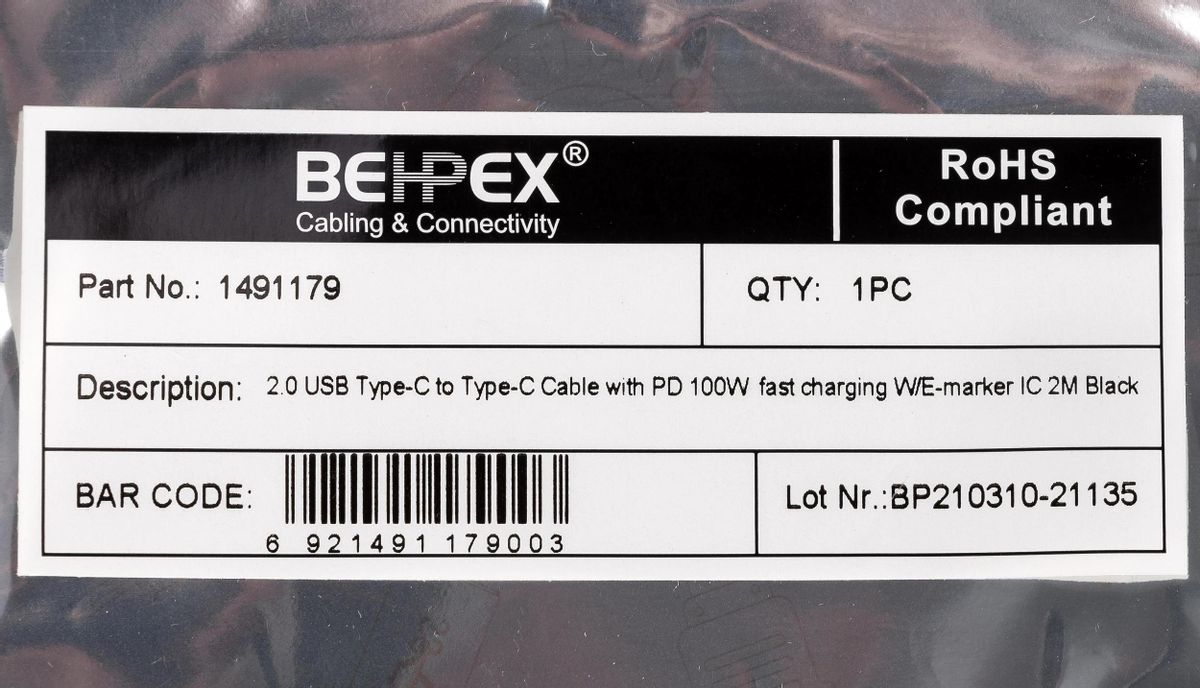 BEHPEX®
Cabling & Connectivity
RoHS
Compliant
Part No.: 1491179
QTY: 1PC
Description: 2.0 USB Type-C to Type-C Cable with PD 100W fast charging W/E-marker IC 2M Black
BAR CODE:
6 921491 179003
Lot Nr.:BP210310-21135